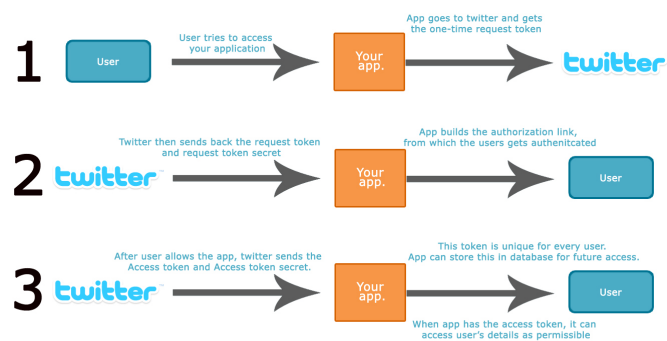 1
User
User tries to access
your application
Your
app.
App goes to twitter and gets
the one-time request token
twitter
2
twitter
Twitter then sends back the request token
and request token secret
Your
app.
App builds the authorization link,
from which the users gets authenitcated
User
3
twitter
After user allows the app, twitter sends the
Access token and Access token secret.
Your
app.
This token is unique for every user.
App can store this in database for future access.
User
When app has the access token, it can
access user's details as permissible